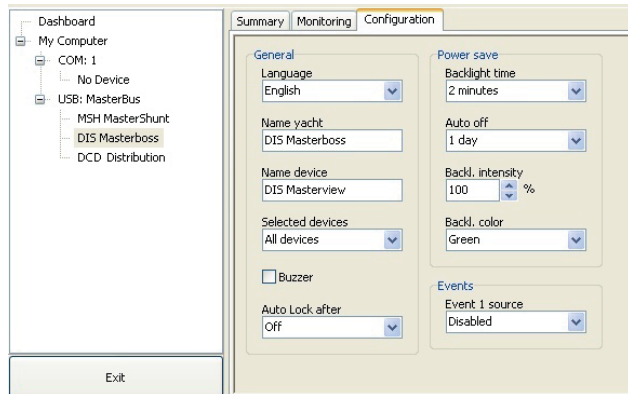 Dashboard
My Computer
COM: 1
No Device
USB: MasterBus
MSH MasterShunt
DIS Masterboss
DCD Distribution
Exit
Summary
Monitoring
Configuration
General
Language
English
Name yacht
DIS Masterboss
Name device
DIS Masterview
Selected devices
All devices
Buzzer
Auto Lock after
Off
Power save
Backlight time
2 minutes
Auto off
1 day
Backl. intensity
100 %
Backl. color
Green
Events
Event 1 source
Disabled